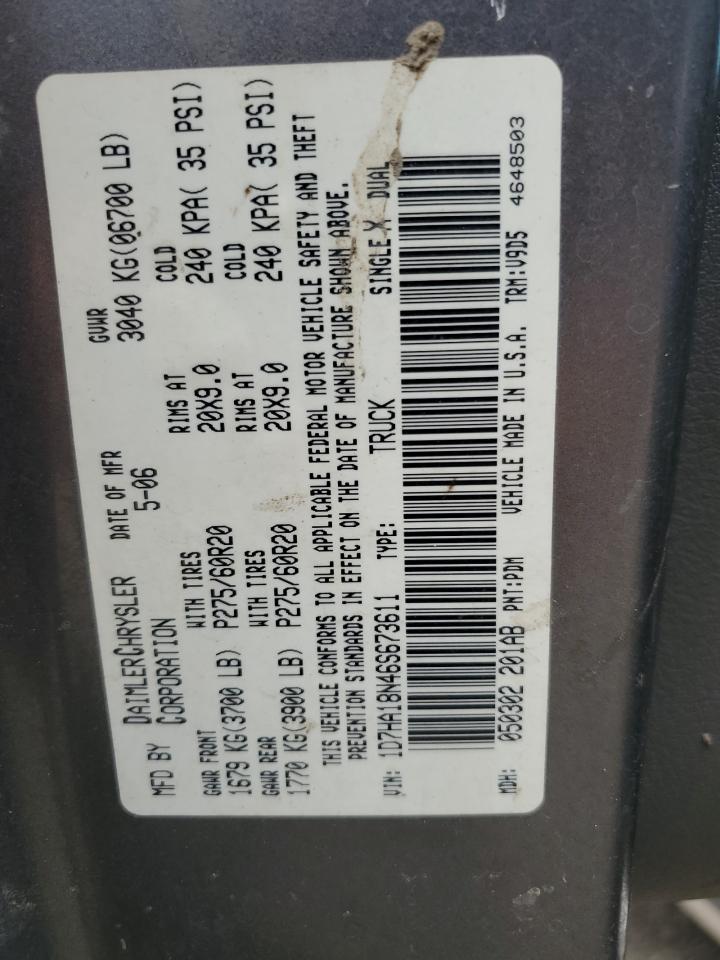 MFD BY DAIMLERCHRYSLER CORPORATION
DATE OF MFR 5-06
GVWR 3040 KG(06700 LB)
GAWR FRONT WITH TIRES RIMS AT COLD
1679 KG(3700 LB) P275/60R20 20X9.0 240 KPA( 35 PSI)
GAWR REAR WITH TIRES RIMS AT COLD
1770 KG(3900 LB) P275/60R20 20X9.0 240 KPA( 35 PSI)
THIS VEHICLE CONFORMS TO ALL APPLICABLE FEDERAL MOTOR VEHICLE SAFETY AND THEFT
PREVENTION STANDARDS IN EFFECT ON THE DATE OF MANUFACTURE SHOWN ABOVE.
VIN: 1D7HA18N46S673611 TYPE: TRUCK SINGLE X DUAL
MDH: 050302 201AB PNT:PDM VEHICLE MADE IN U.S.A. TRM:V9D5 4648503